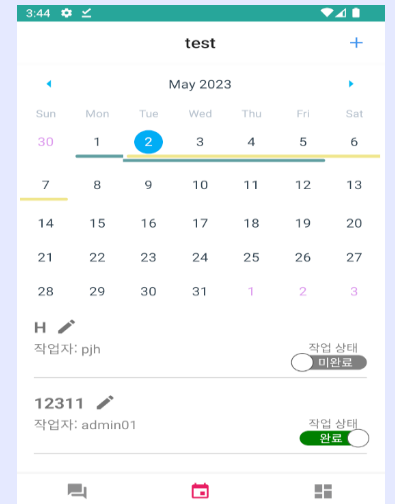 3:44
test
+
May 2023
Sun Mon Tue Wed Thu Fri Sat
30 1 2 3 4 5 6
7 8 9 10 11 12 13
14 15 16 17 18 19 20
21 22 23 24 25 26 27
28 29 30 31 1 2 3
H
작업자: pjh
작업 상태
미완료
12311
작업자: admin01
작업 상태
완료